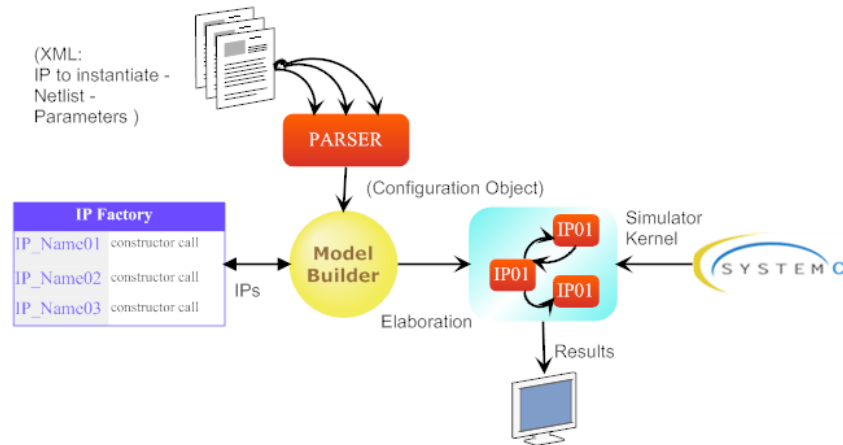 (XML:
IP to instantiate -
Netlist -
Parameters )
PARSER
(Configuration Object)
IP Factory
IP_Name01 constructor call
IP_Name02 constructor call
IP_Name03 constructor call
IPs
Model
Builder
Elaboration
IP01
IP01
IP01
Simulator
Kernel
SYSTEMC
Results